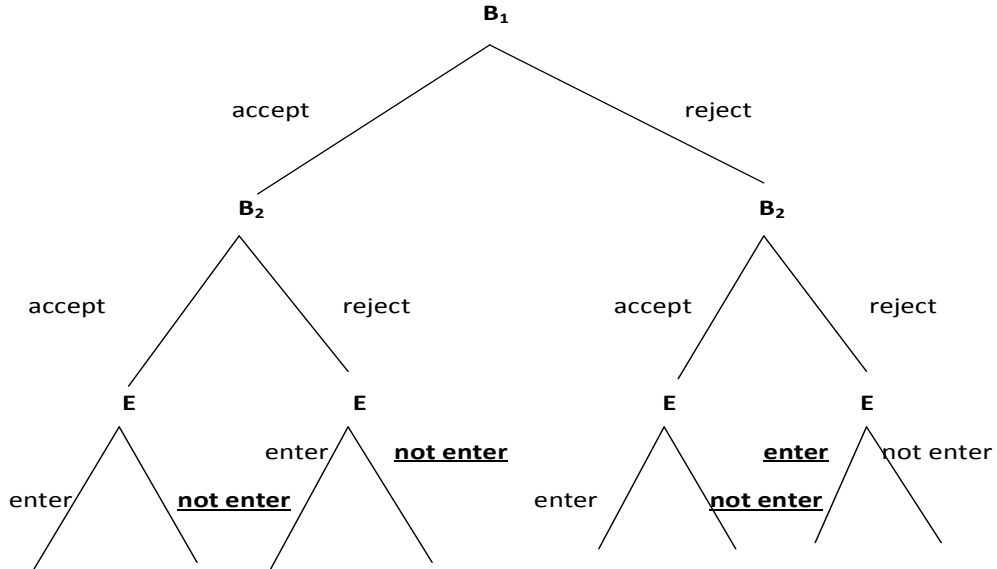 B₁
accept reject
B₂ B₂
accept reject accept reject
E E E E
enter not enter enter not enter
enter not enter enter not enter